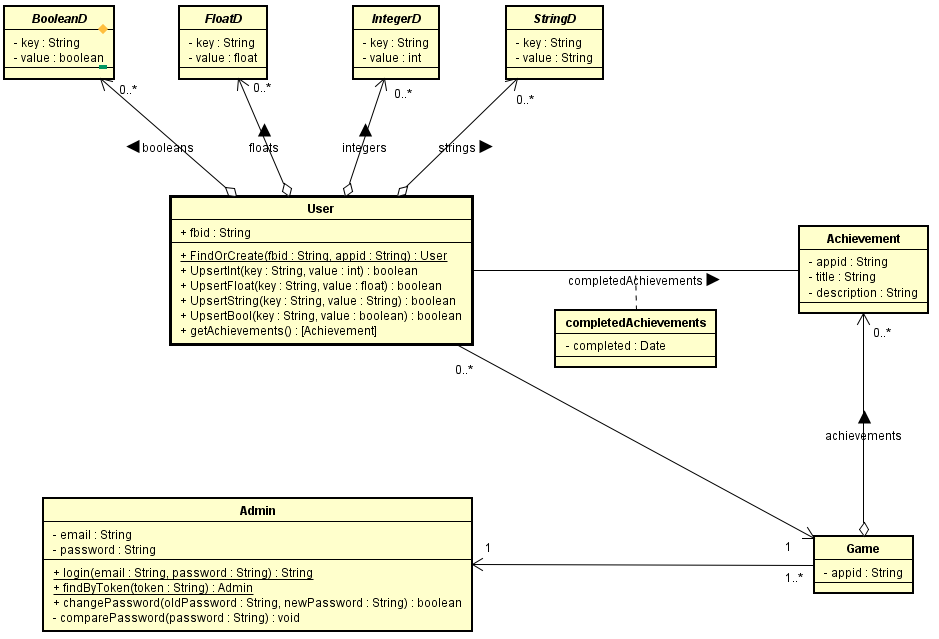 BooleanD
- key : String
- value : boolean
FloatD
- key : String
- value : float
IntegerD
- key : String
- value : int
StringD
- key : String
- value : String
0..*
0..*
0..*
0..*
booleans
floats
integers
strings
User
+ fbid : String
+ FindOrCreate(fbid : String, appid : String) : User
+ UpsertInt(key : String, value : int) : boolean
+ UpsertFloat(key : String, value : float) : boolean
+ UpsertString(key : String, value : String) : boolean
+ UpsertBool(key : String, value : boolean) : boolean
+ getAchievements() : [Achievement]
completedAchievements
completedAchievements
- completed : Date
Achievement
- appid : String
- title : String
- description : String
0..*
0..*
achievements
Admin
- email : String
- password : String
+ login(email : String, password : String) : String
+ findByToken(token : String) : Admin
+ changePassword(oldPassword : String, newPassword : String) : boolean
- comparePassword(password : String) : void
1
1
1..*
Game
- appid : String